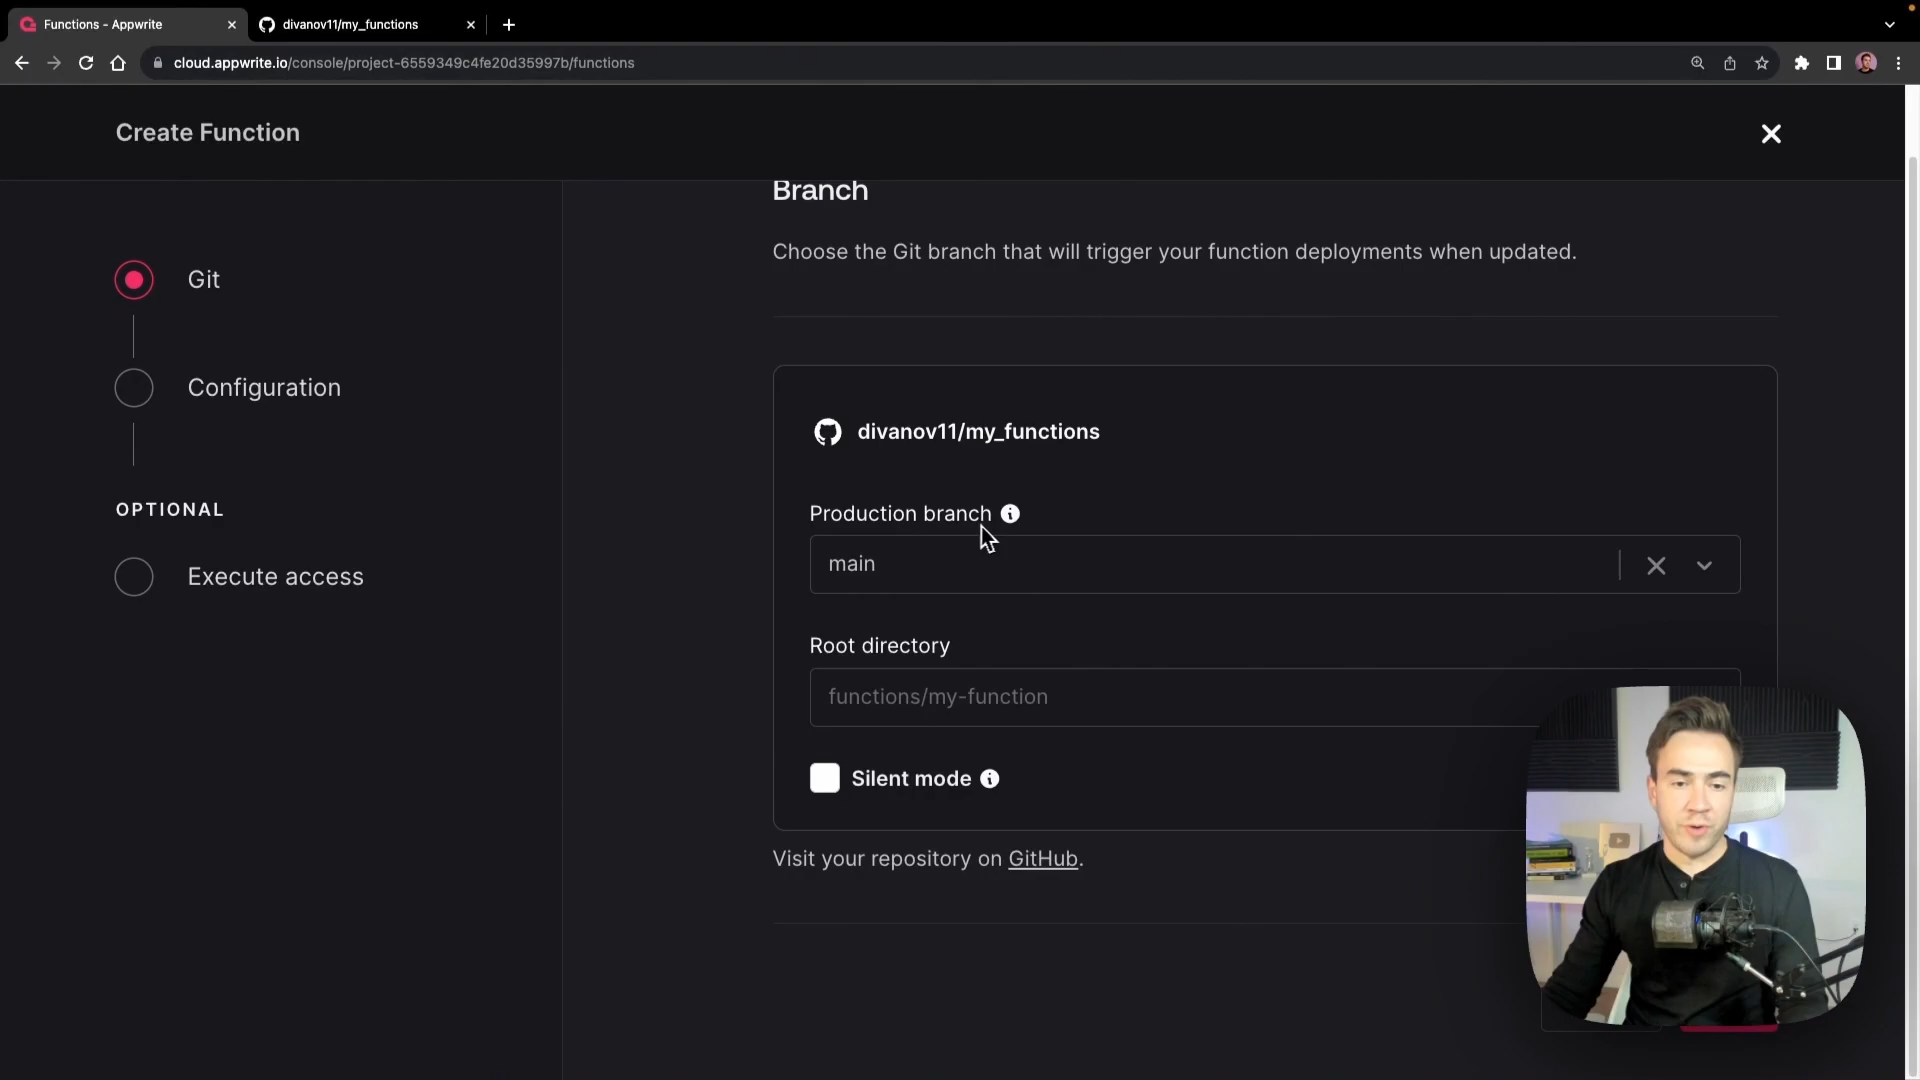 Functions - Appwrite
divanov11/my_functions
cloud.appwrite.io/console/project-6559349c4fe20d35997b/functions
Create Function
Git
Configuration
OPTIONAL
Execute access
Branch
Choose the Git branch that will trigger your function deployments when updated.
divanov11/my_functions
Production branch
main
Root directory
functions/my-function
Silent mode
Visit your repository on GitHub.